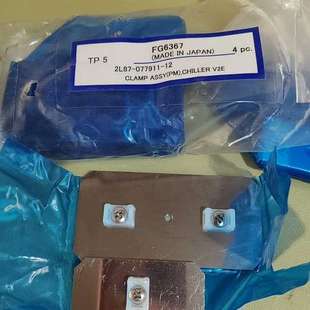 FG6367
TP 5 (MADE IN JAPAN) 4 pc.
2L87-077911-12
CLAMP ASSY(PM),CHILLER V2E